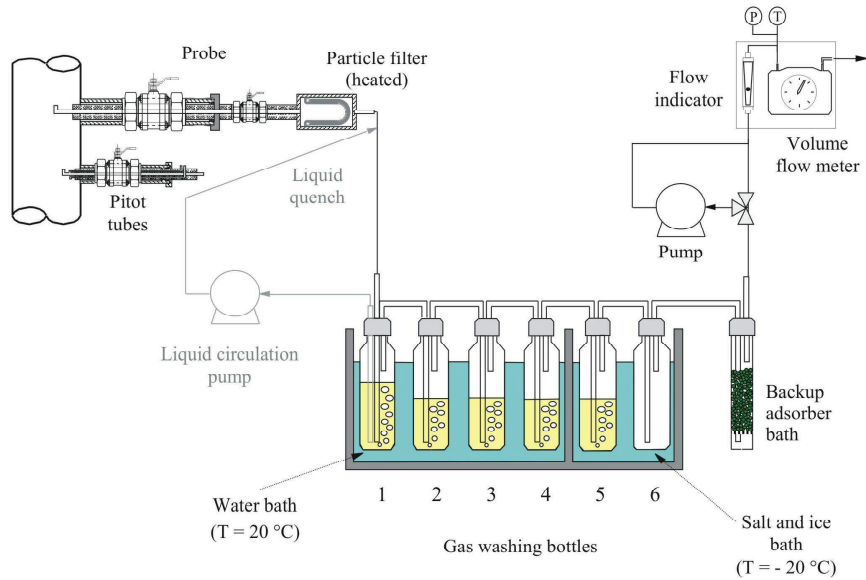 P
T
Probe
Particle filter
(heated)
Flow
indicator
Volume
flow meter
Liquid
quench
Pitot
tubes
Pump
Liquid circulation
pump
Backup
adsorber
bath
Water bath
(T = 20 °C)
1
2
3
4
5
6
Gas washing bottles
Salt and ice
bath
(T = - 20 °C)